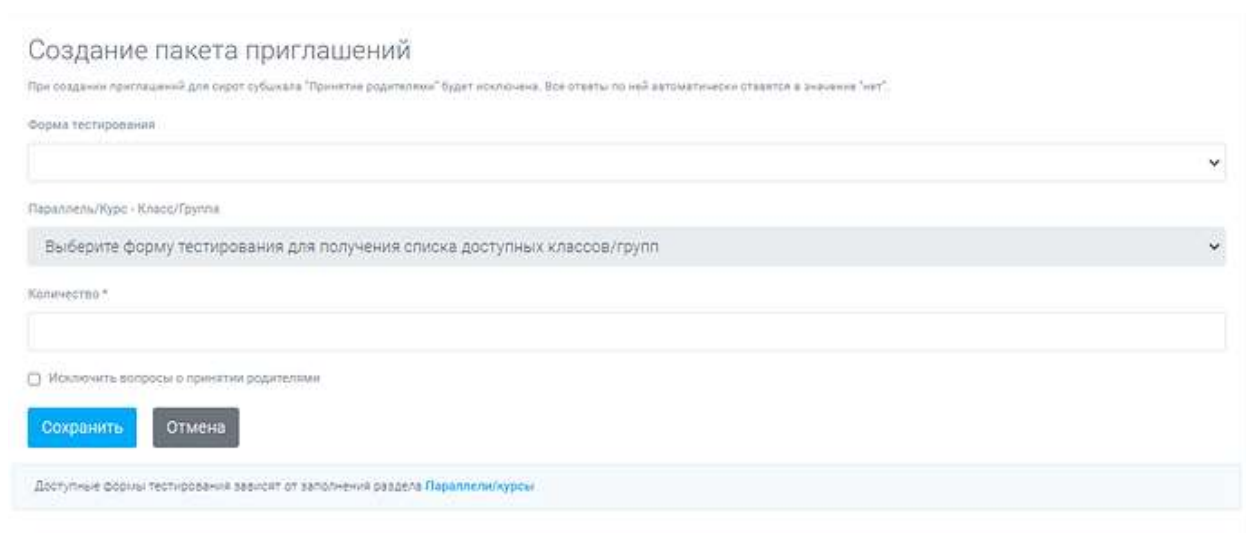 Создание пакета приглашений
При создании приглашений для сирот субшкала "Принятие родителями" будет исключена. Все ответы по ней автоматически ставятся в значение "нет".
Форма тестирования
Параллель/Курс - Класс/Группа
Выберите форму тестирования для получения списка доступных классов/групп
Количество *
Исключить вопросы о принятии родителями
Сохранить Отмена
Доступные формы тестирования зависят от заполнения раздела Параллели/курсы